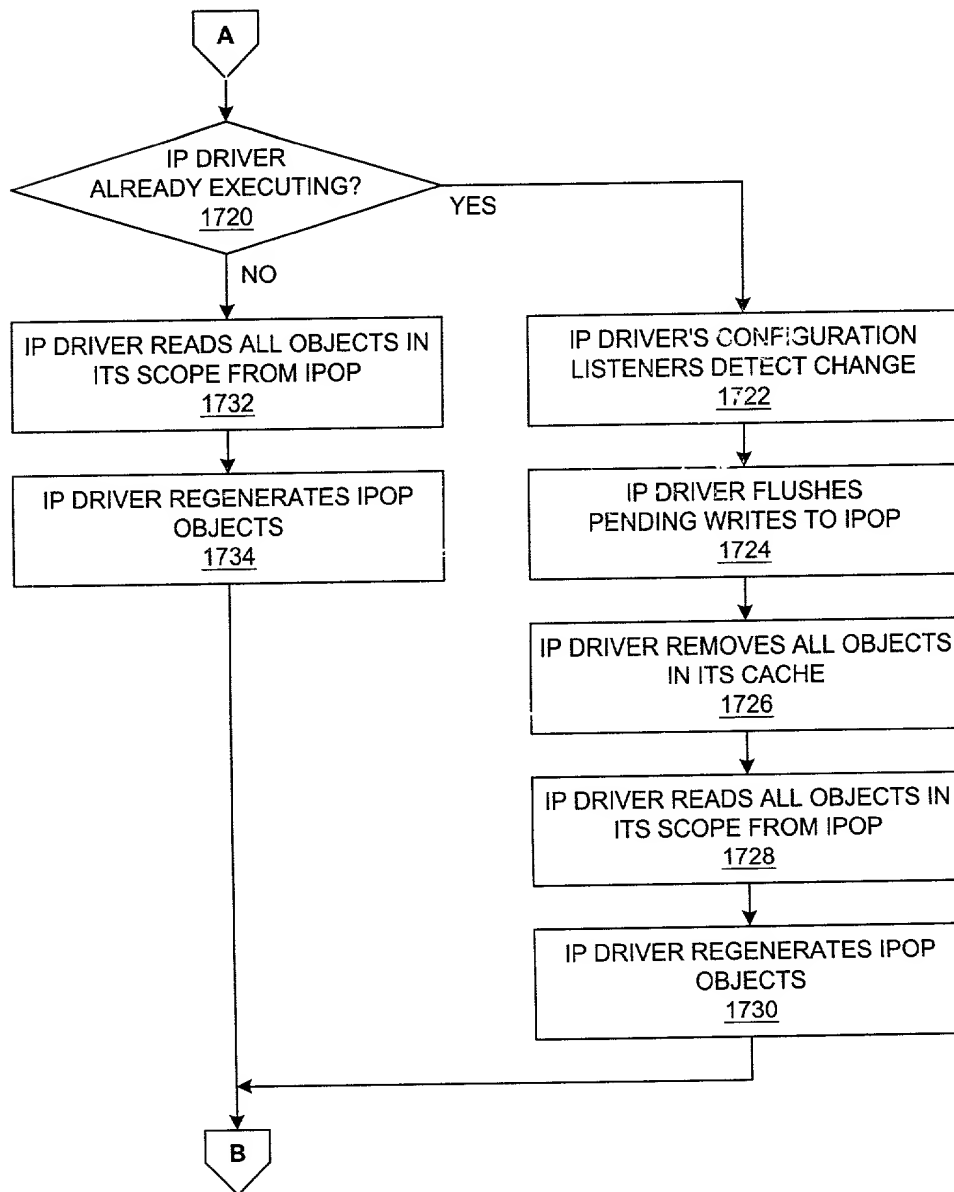 A
IP DRIVER
ALREADY EXECUTING?
1720
YES
NO
IP DRIVER READS ALL OBJECTS IN
ITS SCOPE FROM IPOP
1732
IP DRIVER REGENERATES IPOP
OBJECTS
1734
IP DRIVER'S CONFIGURATION
LISTENERS DETECT CHANGE
1722
IP DRIVER FLUSHES
PENDING WRITES TO IPOP
1724
IP DRIVER REMOVES ALL OBJECTS
IN ITS CACHE
1726
IP DRIVER READS ALL OBJECTS IN
ITS SCOPE FROM IPOP
1728
IP DRIVER REGENERATES IPOP
OBJECTS
1730
B